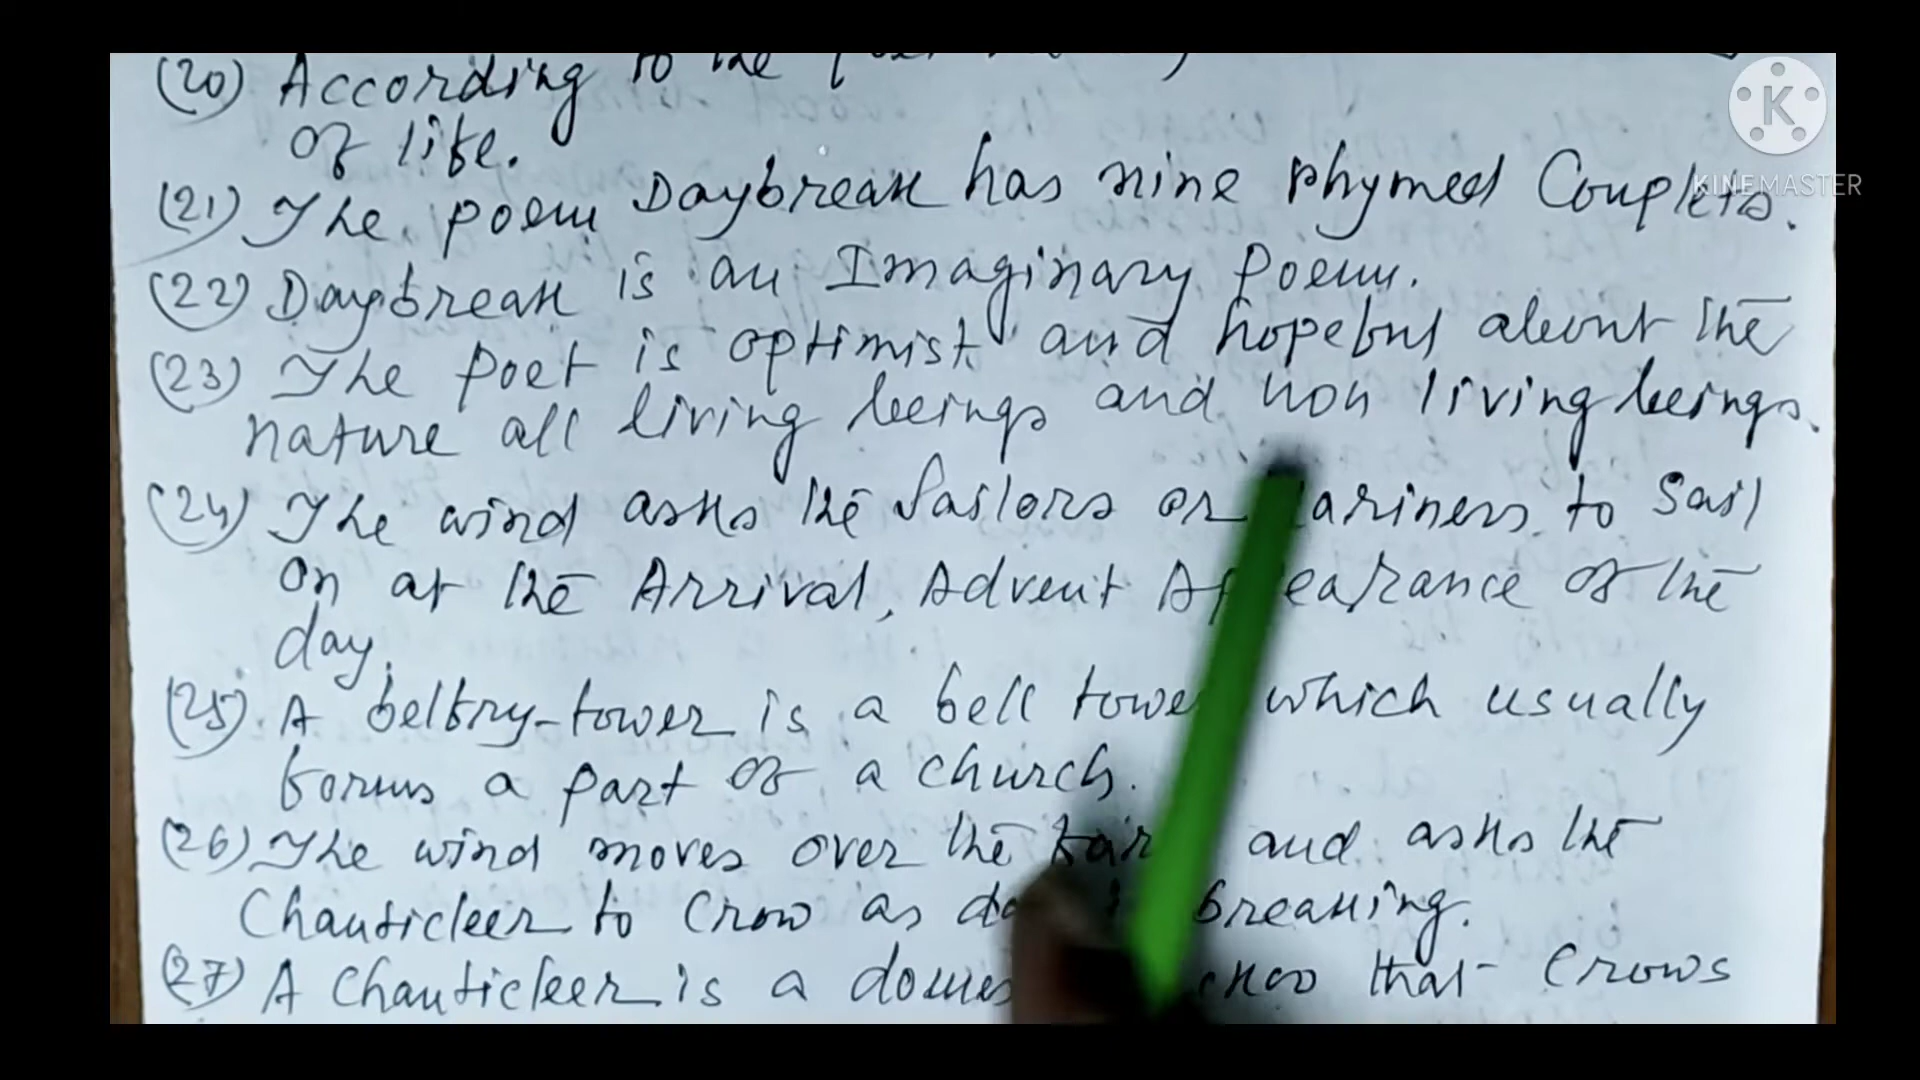 (20) According to the
of life.
(21) The poem Daybreak has nine Rhymed Couplets.
(22) Daybreak is an Imaginary Poem.
(23) The Poet is optimist and hopeful about the
nature all living beings and non living beings.
(24) The wind asks the Sailors or to Sail
on at the Arrival, Advent of the
day.
(25). A belfry-tower is a bell which usually
forms a part of a church.
(26) The wind moves over the and asks the
Chanticleer to Crow as breaking.
(27) A Chanticleer is a that Crows
K
KINEMASTER